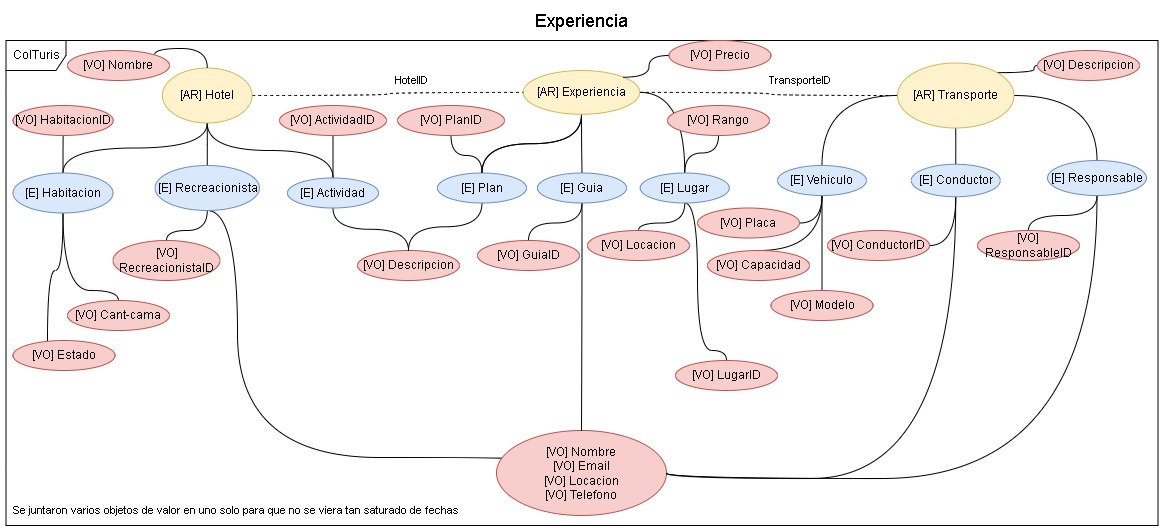 Experiencia
ColTuris
[VO] Nombre
[VO] Precio
[VO] Descripcion
HotelID
TransporteID
[AR] Hotel
[AR] Experiencia
[AR] Transporte
[VO] HabitacionID
[VO] ActividadID
[VO] PlanID
[VO] Rango
[E] Habitacion
[E] Recreacionista
[E] Actividad
[E] Plan
[E] Guia
[E] Lugar
[E] Vehiculo
[E] Conductor
[E] Responsable
[VO] Placa
[VO] Locacion
[VO] ConductorID
[VO]
ResponsableID
[VO]
RecreacionistaID
[VO] Descripcion
[VO] GuiaID
[VO] Capacidad
[VO] Modelo
[VO] Cant-cama
[VO] Estado
[VO] LugarID
[VO] Nombre
[VO] Email
[VO] Locacion
[VO] Telefono
Se juntaron varios objetos de valor en uno solo para que no se viera tan saturado de fechas